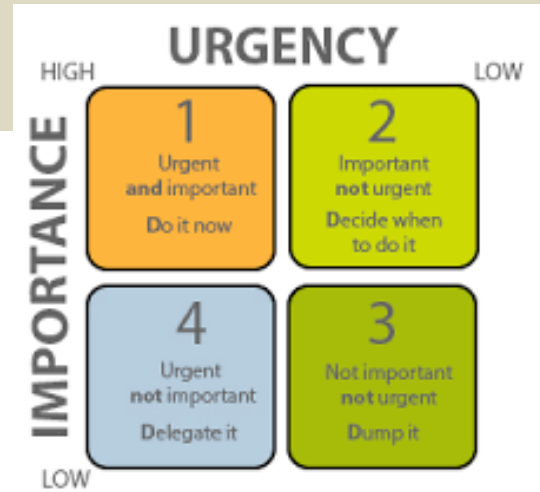 URGENCY
HIGH
LOW
IMPORTANCE
1
Urgent
and important
Do it now
2
Important
not urgent
Decide when
to do it
4
Urgent
not important
Delegate it
3
Not important
not urgent
Dump it
LOW